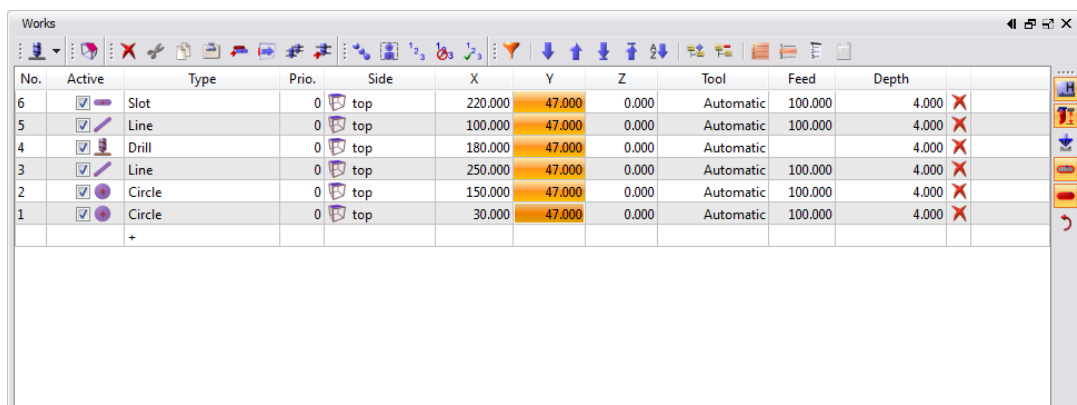 Works
No. Active Type Prio. Side X Y Z Tool Feed Depth
6 Slot 0 top 220.000 47.000 0.000 Automatic 100.000 4.000
5 Line 0 top 100.000 47.000 0.000 Automatic 100.000 4.000
4 Drill 0 top 180.000 47.000 0.000 Automatic 4.000
3 Line 0 top 250.000 47.000 0.000 Automatic 100.000 4.000
2 Circle 0 top 150.000 47.000 0.000 Automatic 100.000 4.000
1 Circle 0 top 30.000 47.000 0.000 Automatic 100.000 4.000
+